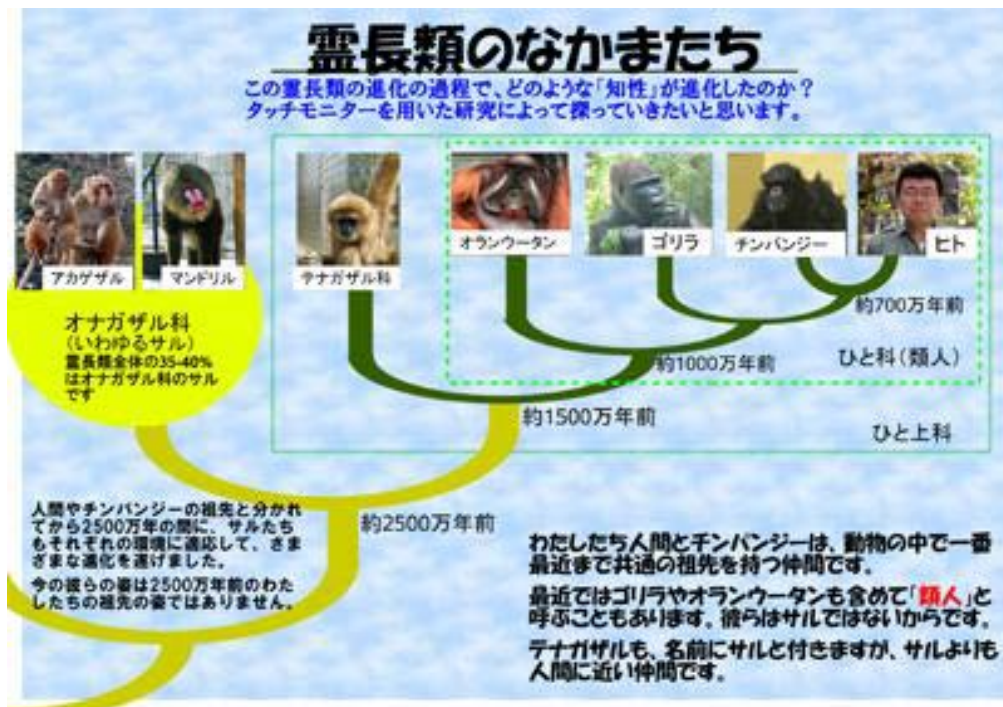 霊長類のなかまたち
この霊長類の進化の過程で、どのような「知性」が進化したのか？
タッチモニターを用いた研究によって探っていきたいと思います。
アカゲザル
マンドリル
テナガザル科
オランウータン
ゴリラ
チンパンジー
ヒト
約700万年前
オナガザル科
(いわゆるサル)
霊長類全体の35-40%
はオナガザル科のサル
です
約1000万年前
ひと科(類人)
約1500万年前
ひと上科
約2500万年前
人間やチンパンジーの祖先と分かれ
てから2500万年の間に、サルたち
もそれぞれの環境に適応して、さま
ざまな進化を遂げました。
今の彼らの姿は2500万年前のわた
したちの祖先の姿ではありません。
わたしたち人間とチンパンジーは、動物の中で一番
最近まで共通の祖先を持つ仲間です。
最近ではゴリラやオランウータンも含めて「類人」と
呼ぶこともあります。彼らはサルではないからです。
テナガザルも、名前にサルと付きますが、サルよりも
人間に近い仲間です。